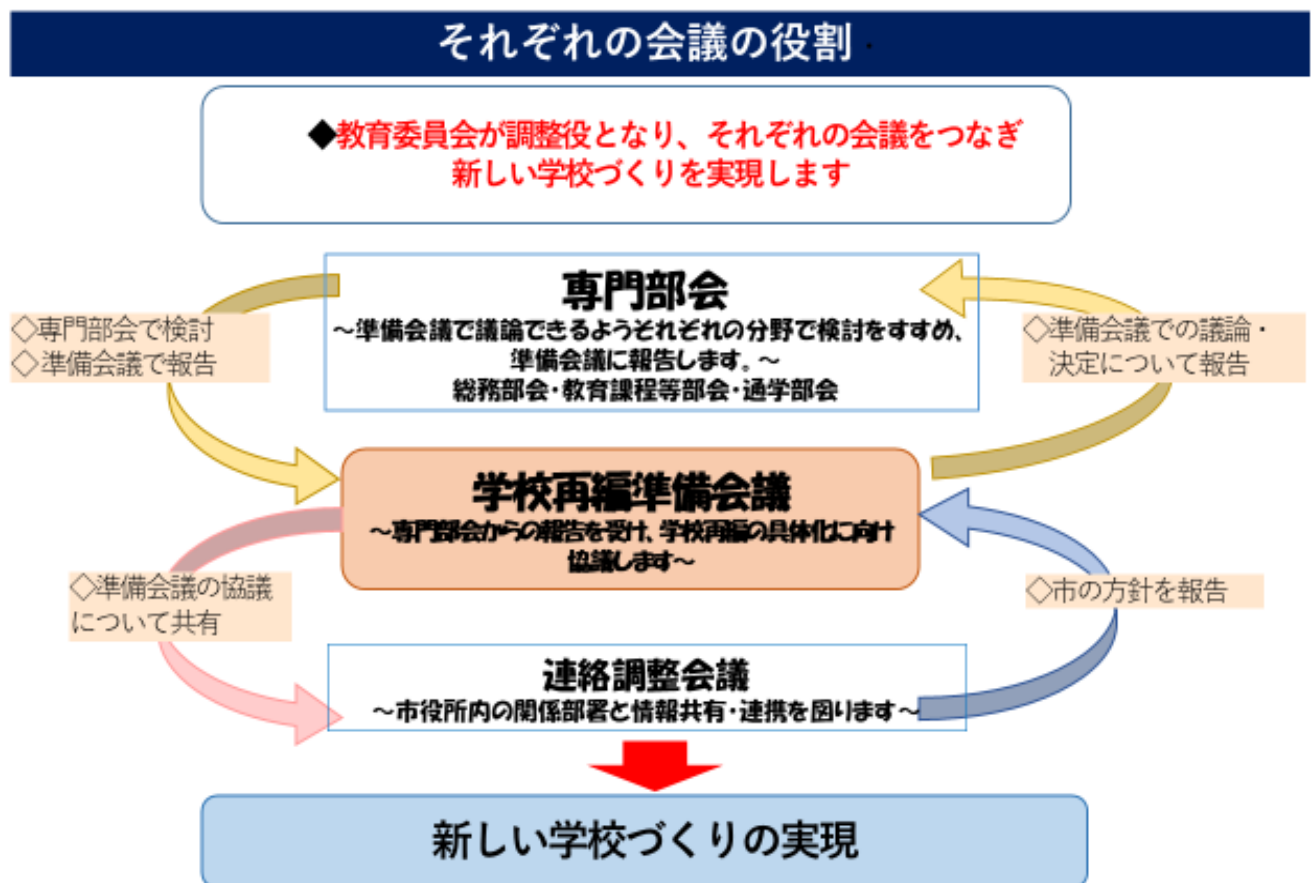 それぞれの会議の役割
◆教育委員会が調整役となり、それぞれの会議をつなぎ
新しい学校づくりを実現します
専門部会
～準備会議で議論できるようそれぞれの分野で検討をすすめ、
準備会議に報告します。～
総務部会・教育課程等部会・通学部会
◇専門部会で検討
◇準備会議で報告
◇準備会議での議論・
決定について報告
学校再編準備会議
～専門部会からの報告を受け、学校再編の具体化に向け
協議します～
◇準備会議の協議
について共有
◇市の方針を報告
連絡調整会議
～市役所内の関係部署と情報共有・連携を図ります～
新しい学校づくりの実現